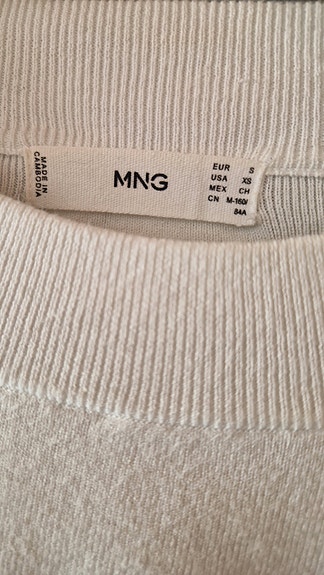 MADE IN
CAMBODIA
MNG
EUR S
USA XS
MEX CH
CN M-160/
84A